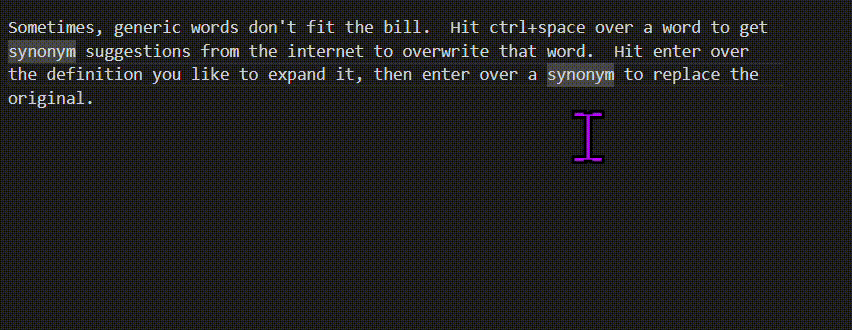 Sometimes, generic words don't fit the bill.  Hit ctrl+space over a word to get
synonym suggestions from the internet to overwrite that word.  Hit enter over
the definition you like to expand it, then enter over a synonym to replace the
original.